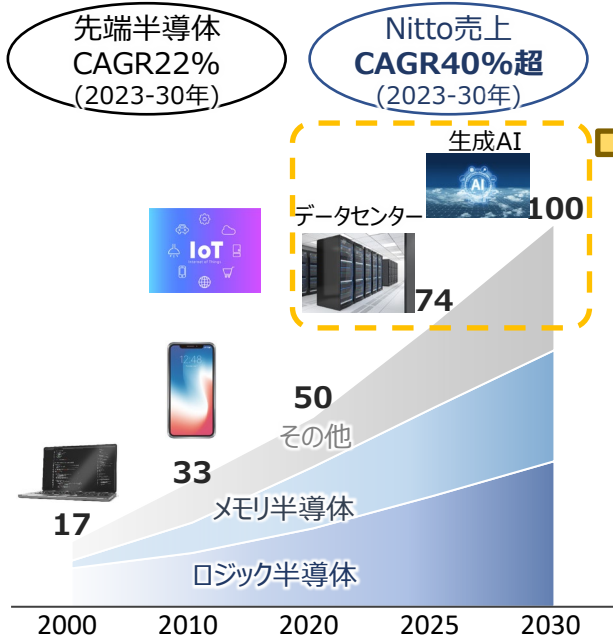 先端半導体
CAGR22%
(2023-30年)
Nitto売上
CAGR40%超
(2023-30年)
生成AI
AI
100
データセンター
IoT
74
50
その他
33
17
メモリ半導体
ロジック半導体
2000 2010 2020 2025 2030